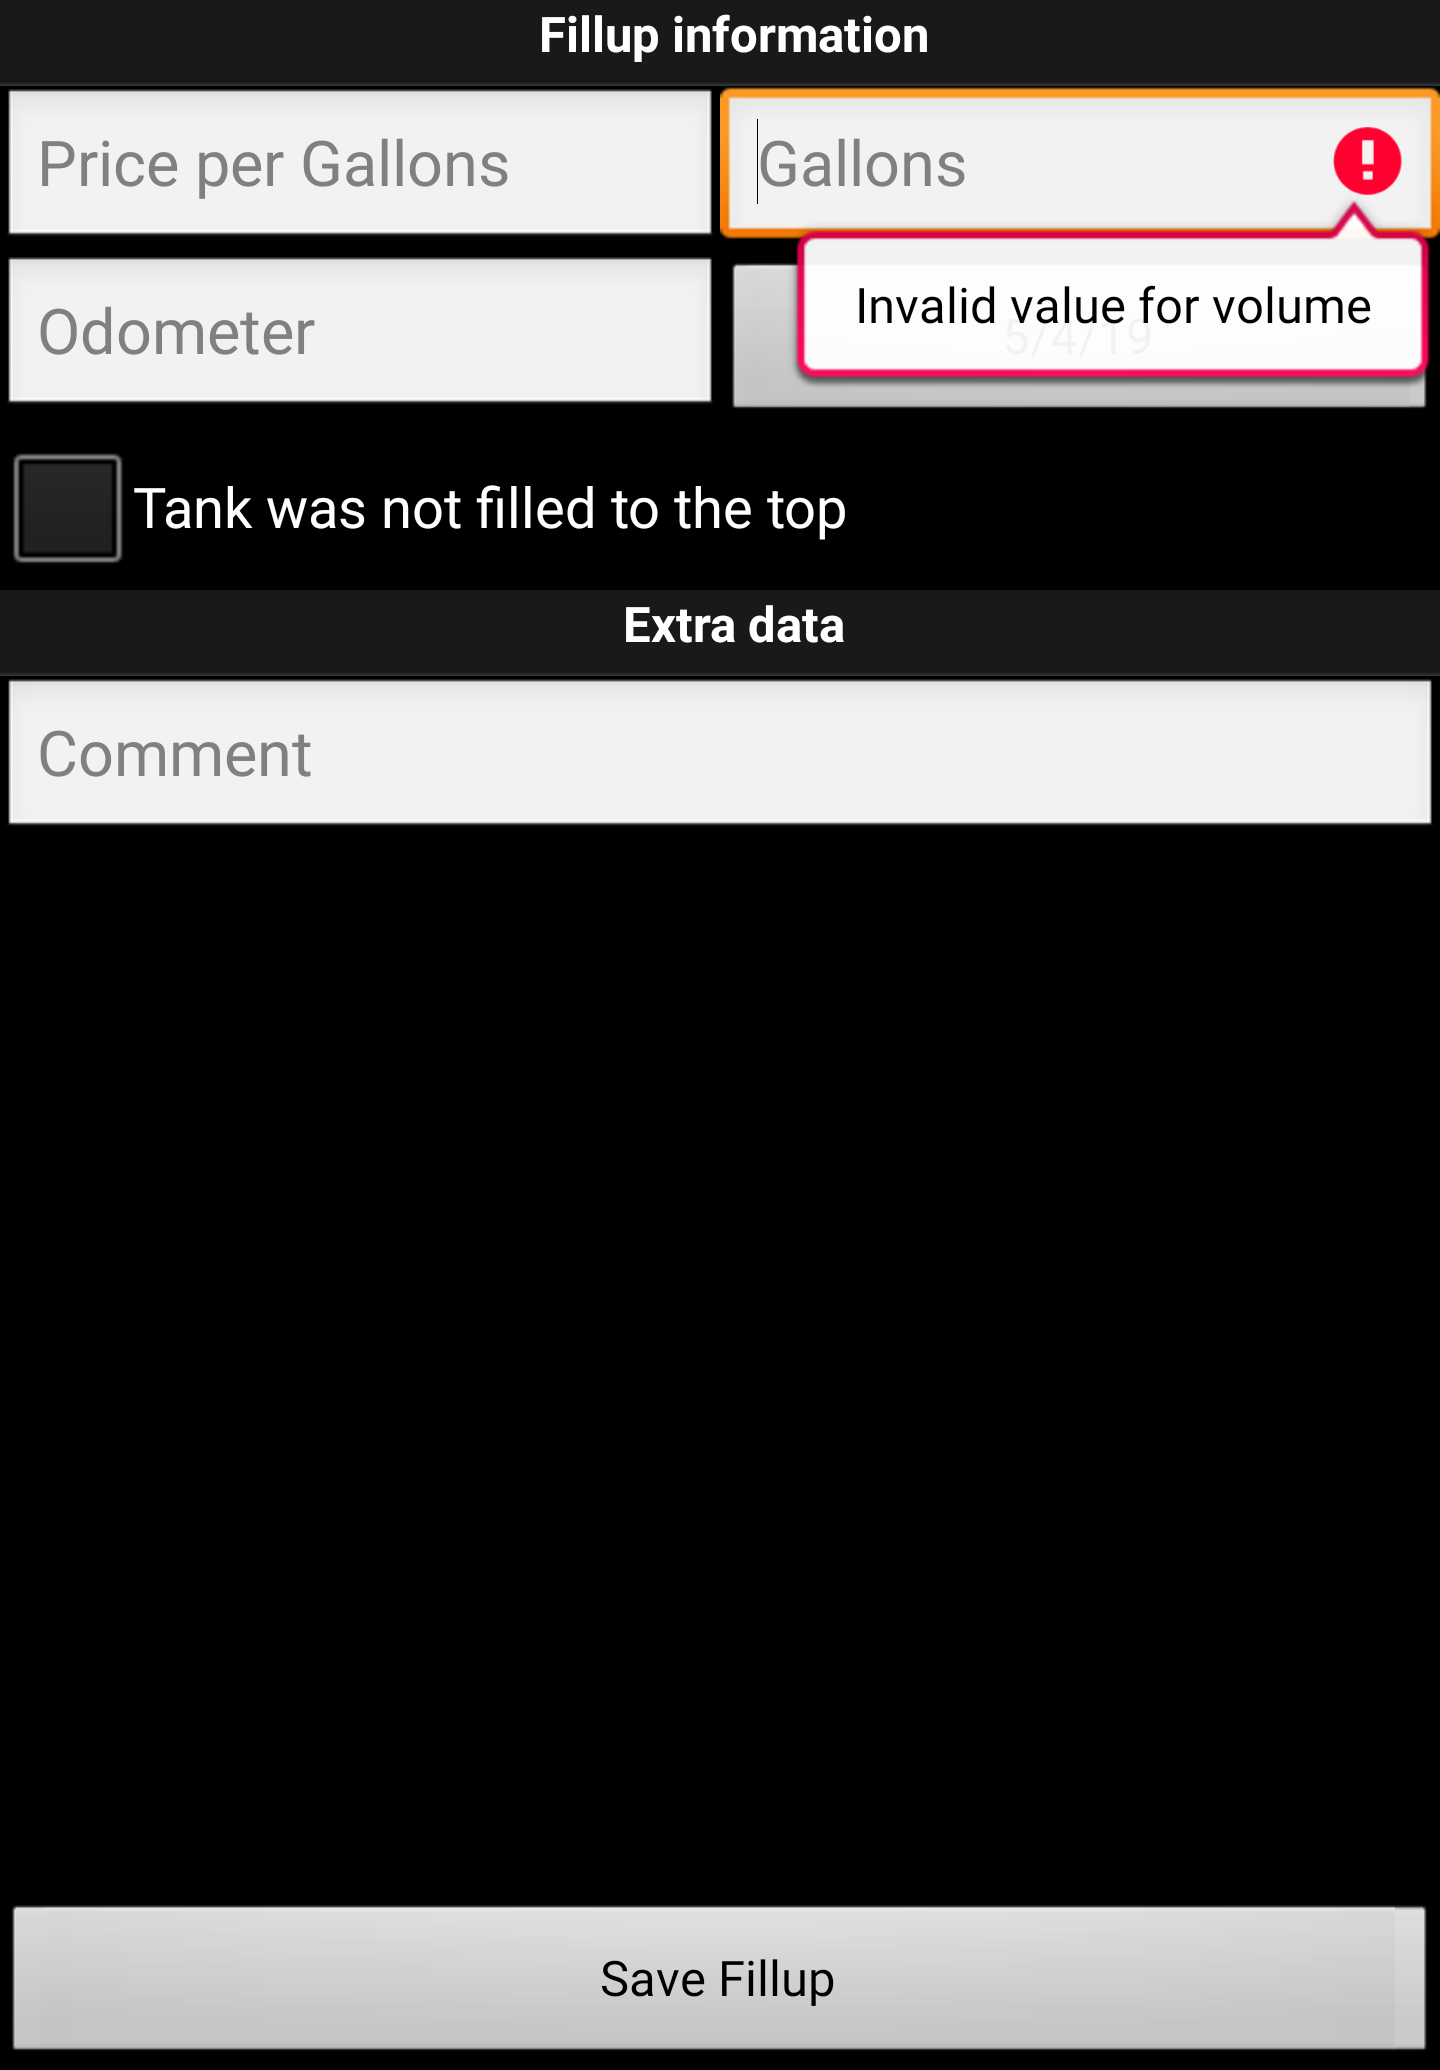 Fillup information
Price per Gallons
Gallons
Invalid value for volume
Odometer
5/4/19
Tank was not filled to the top
Extra data
Comment
Save Fillup